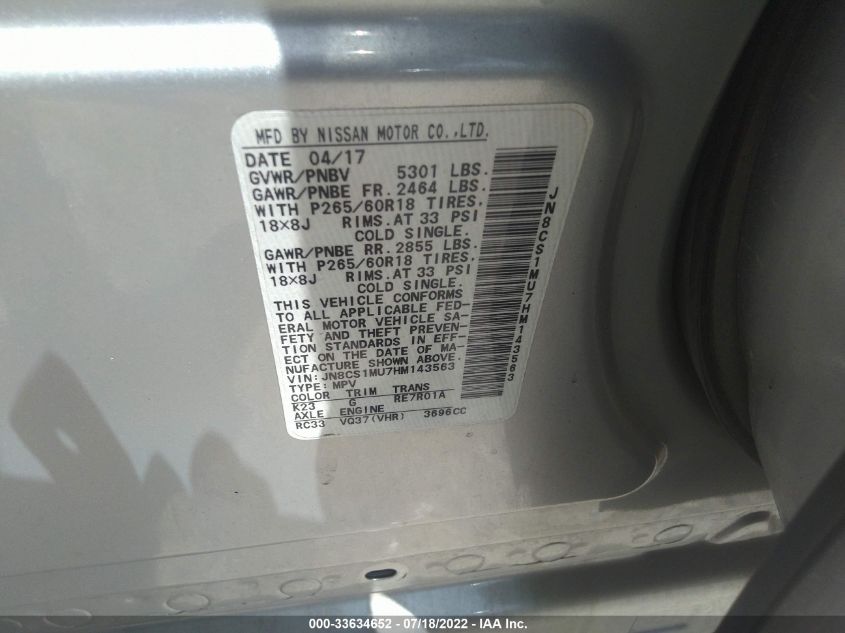 MFD BY NISSAN MOTOR CO.,LTD.
DATE 04/17
GVWR/PNBV 5301 LBS.
GAWR/PNBE FR. 2464 LBS.
WITH P265/60R18 TIRES.
18×8J RIMS.AT 33 PSI
COLD SINGLE.
GAWR/PNBE RR. 2855 LBS.
WITH P265/60R18 TIRES.
18×8J RIMS.AT 33 PSI
COLD SINGLE.
THIS VEHICLE CONFORMS
TO ALL APPLICABLE FED-
ERAL MOTOR VEHICLE SA-
FETY AND THEFT PREVEN-
TION STANDARDS IN EFF-
ECT ON THE DATE OF MA-
NUFACTURE SHOWN ABOVE.
VIN:JN8CS1MU7HM143563
TYPE:MPV
COLOR TRIM TRANS
K23 G RE7R01A
AXLE ENGINE
RC33 VQ37(VHR) 3696CC
JN8CS1MU7HM143563
000-33634652 - 07/18/2022 - IAA Inc.